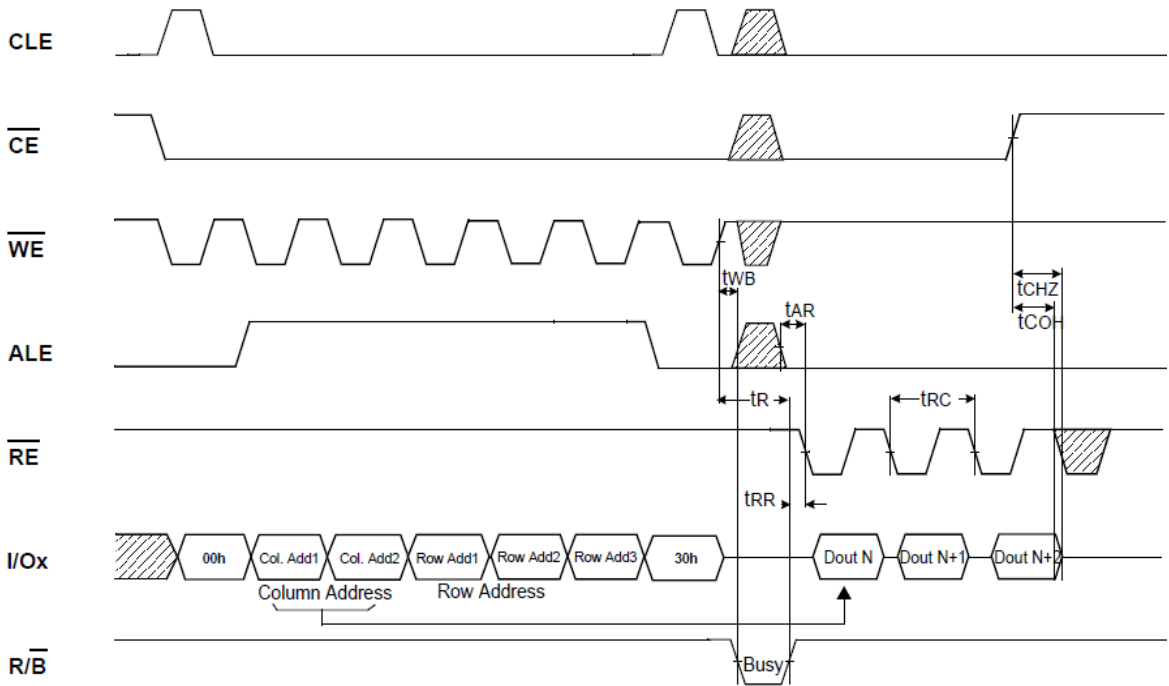 CLE
CE
WE
tWB
tCHZ
tAR
tCOH
ALE
tR
tRC
RE
tRR
I/Ox
00h
Col. Add1
Col. Add2
Row Add1
Row Add2
Row Add3
30h
Dout N
Dout N+1
Dout N+2
Column Address
Row Address
R/B
Busy